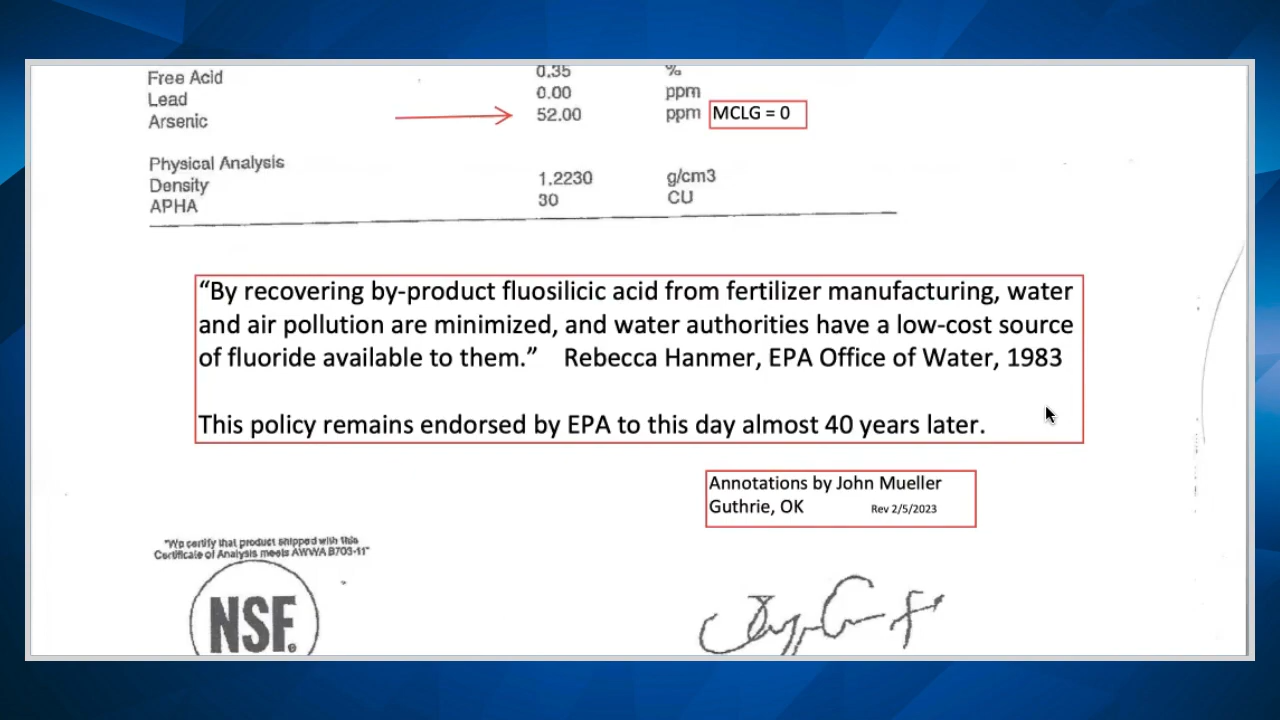 Free Acid 0.35 %
Lead 0.00 ppm
Arsenic 52.00 ppm MCLG = 0
Physical Analysis
Density 1.2230 g/cm3
APHA 30 CU
“By recovering by-product fluosilicic acid from fertilizer manufacturing, water
and air pollution are minimized, and water authorities have a low-cost source
of fluoride available to them.” Rebecca Hanmer, EPA Office of Water, 1983
This policy remains endorsed by EPA to this day almost 40 years later.
Annotations by John Mueller
Guthrie, OK Rev 2/5/2023
"We certify that product shipped with this
Certificate of Analysis meets AWWA B703-11"
NSF®